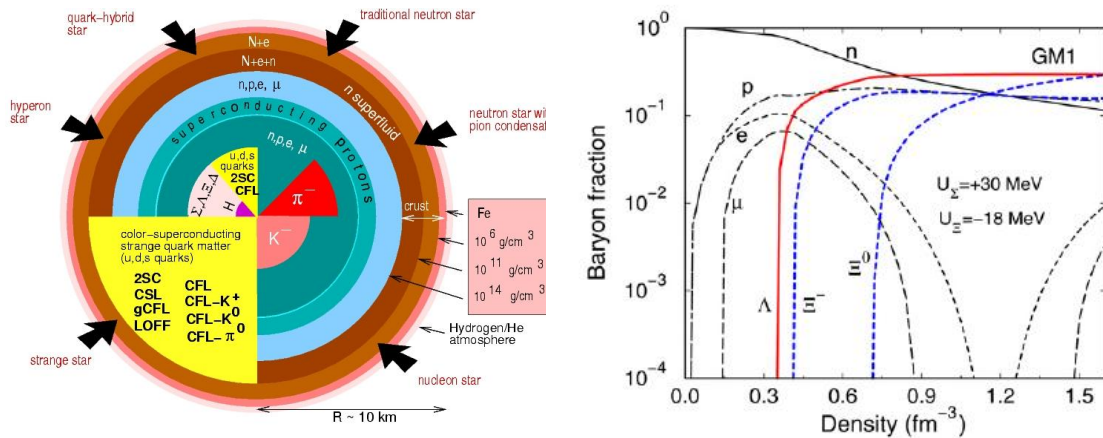 quark-hybrid
star
traditional neutron star
N+e
N+e+n
n,p,e, μ
n superfluid
hyperon
star
neutron star wi
pion condensa
superconducting protons
n,p,e, μ
u,d,s
quarks
2SC
CFL
Σ,Λ,Ξ,Δ
H
π⁻
K⁻
crust
Fe
10⁶ g/cm³
10¹¹ g/cm³
10¹⁴ g/cm³
color-superconducting
strange quark matter
(u,d,s quarks)
2SC
CSL
gCFL
LOFF
CFL
CFL-K⁺
CFL-K⁰
CFL-π⁰
Hydrogen/He
atmosphere
strange star
nucleon star
R ~ 10 km
Baryon fraction
10⁰
10⁻¹
10⁻²
10⁻³
10⁻⁴
n
GM1
p
e
μ
Λ
Ξ⁻
Ξ⁰
U_Σ=+30 MeV
U_Ξ=-18 MeV
0.0 0.3 0.6 0.9 1.2 1.5
Density (fm⁻³)